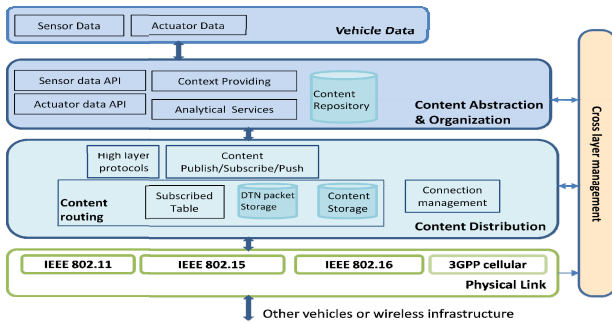 Sensor Data
Actuator Data
Vehicle Data
Sensor data API
Context Providing
Content
Repository
Actuator data API
Analytical Services
Content Abstraction
& Organization
High layer
protocols
Content
Publish/Subscribe/Push
Content
routing
Subscribed
Table
DTN packet
Storage
Content
Storage
Connection
management
Content Distribution
IEEE 802.11
IEEE 802.15
IEEE 802.16
3GPP cellular
Physical Link
Other vehicles or wireless infrastructure
Cross layer management